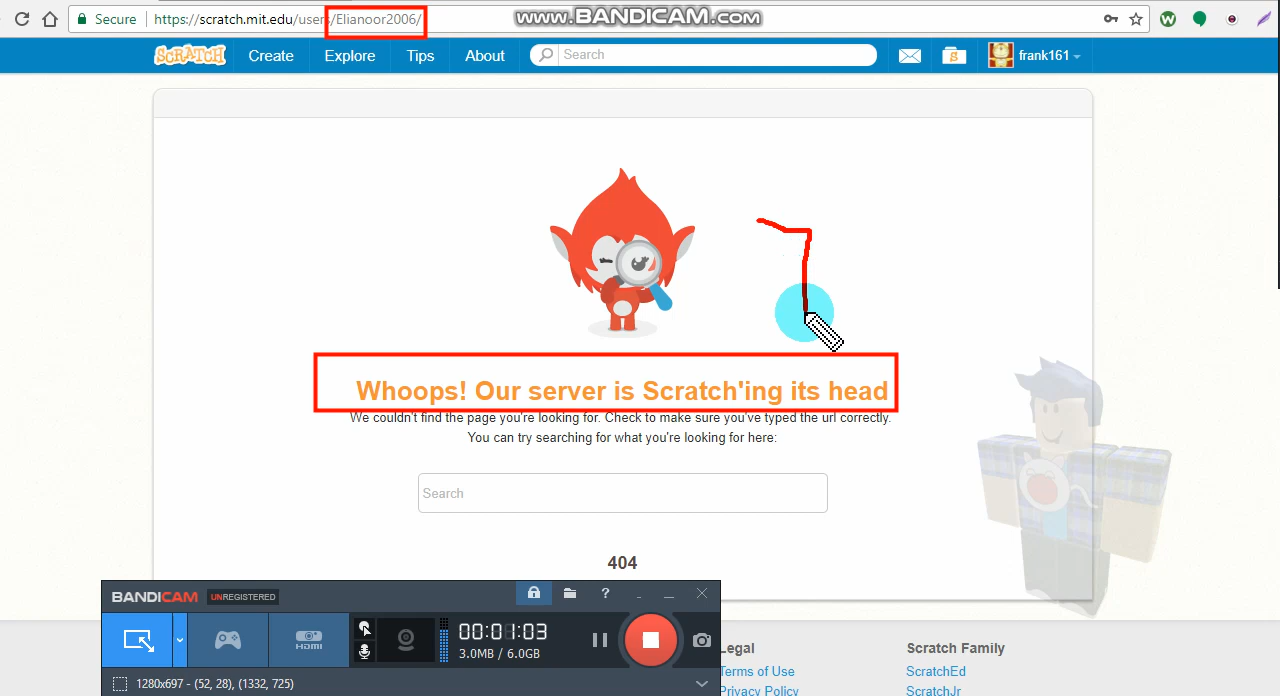 Secure
https://scratch.mit.edu/users/Elianoor2006/
www.BANDICAM.com
W
SCRATCH
Create
Explore
Tips
About
Search
S
frank161
Whoops! Our server is Scratch'ing its head
We couldn't find the page you're looking for. Check to make sure you've typed the url correctly.
You can try searching for what you're looking for here:
Search
404
BANDICAM
UNREGISTERED
?
HDMI
00:01:03
3.0MB / 6.0GB
1280x697 - (52, 28), (1332, 725)
Legal
Terms of Use
Privacy Policy
Scratch Family
ScratchEd
ScratchJr